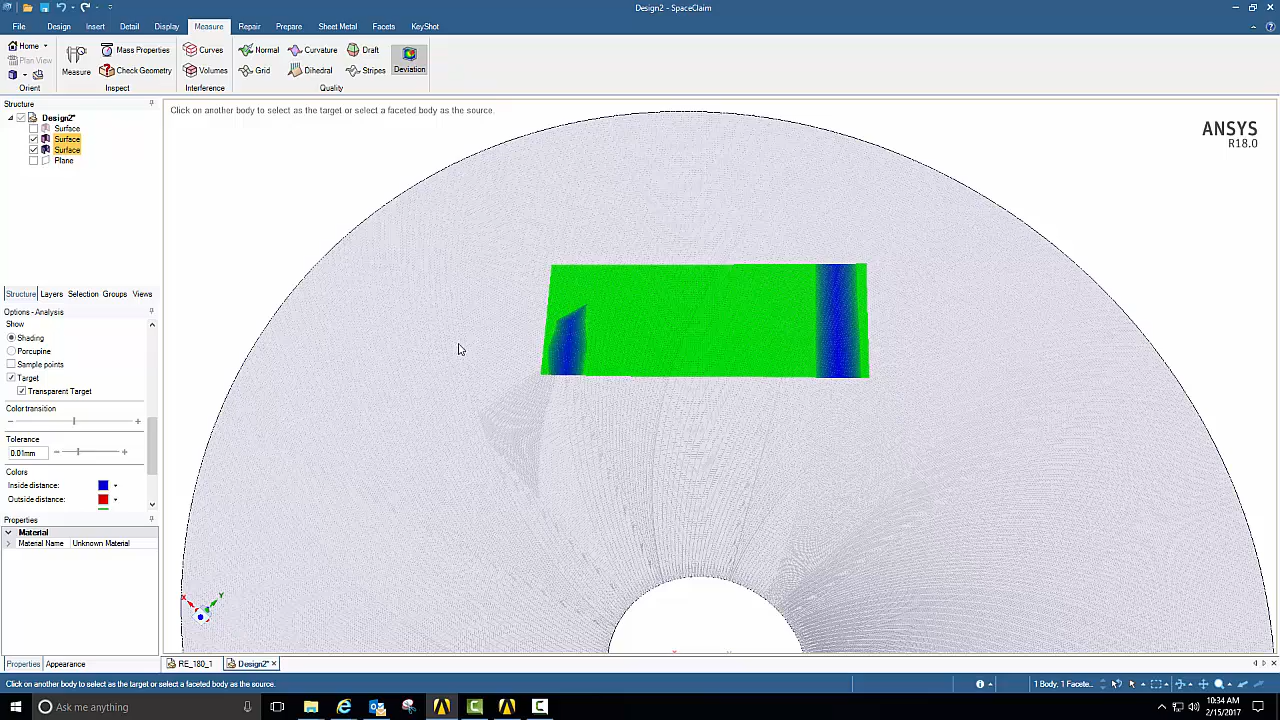 Design2 - SpaceClaim
File Design Insert Detail Display Measure Repair Prepare Sheet Metal Facets KeyShot
Home
Plan View
Orient
Measure
Mass Properties
Check Geometry
Inspect
Curves
Volumes
Interference
Normal Curvature Draft
Grid Dihedral Stripes
Deviation
Quality
Structure
Design2*
Surface
Surface
Surface
Plane
Click on another body to select as the target or select a faceted body as the source.
ANSYS
R18.0
Structure Layers Selection Groups Views
Options - Analysis
Show
Shading
Porcupine
Sample points
Target
Transparent Target
Color transition
Tolerance
0.01mm
Colors
Inside distance:
Outside distance:
Properties
Material
Material Name Unknown Material
X
Y
Properties Appearance
RE_180_1 Design2*
Click on another body to select as the target or select a faceted body as the source.
1 Body, 1 Facete...
Ask me anything
10:34 AM
2/15/2017